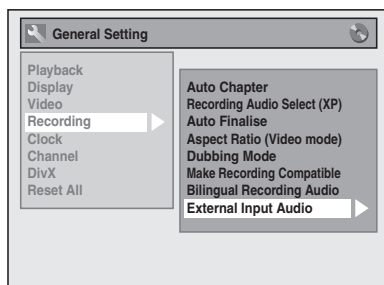 General Setting
Playback
Display
Video
Recording
Clock
Channel
DivX
Reset All
Auto Chapter
Recording Audio Select (XP)
Auto Finalise
Aspect Ratio (Video mode)
Dubbing Mode
Make Recording Compatible
Bilingual Recording Audio
External Input Audio